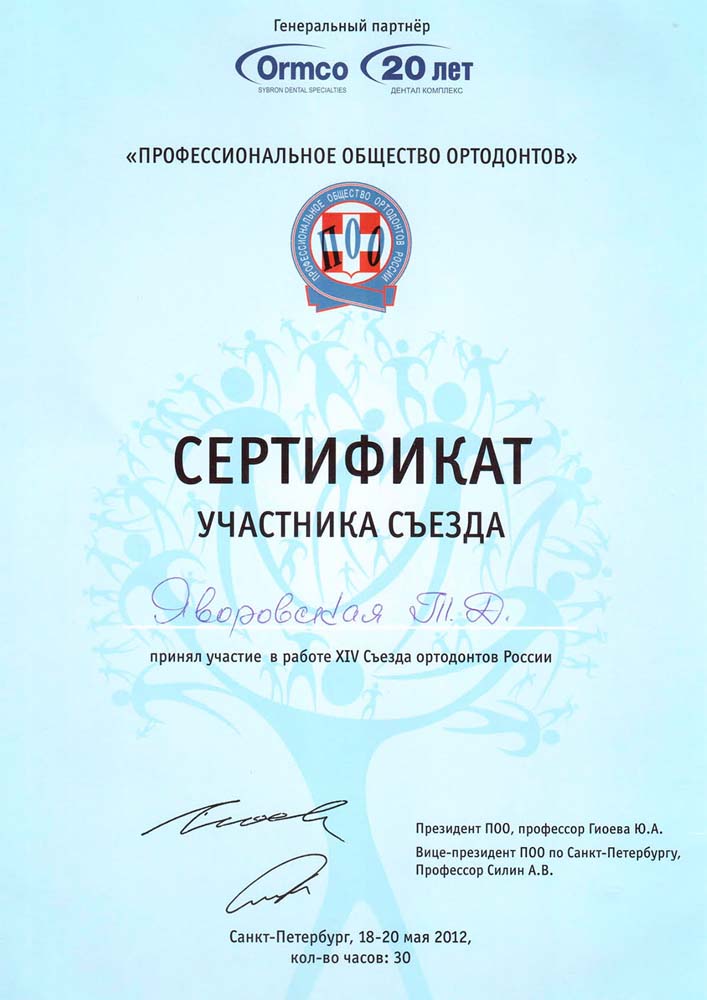 Генеральный партнёр
Ormco 20 лет
SYBRON DENTAL SPECIALTIES ДЕНТАЛ КОМПЛЕКС
«ПРОФЕССИОНАЛЬНОЕ ОБЩЕСТВО ОРТОДОНТОВ»
ПРОФЕССИОНАЛЬНОЕ ОБЩЕСТВО ОРТОДОНТОВ РОССИИ
ПОО
СЕРТИФИКАТ
УЧАСТНИКА СЪЕЗДА
Яворовская Т.Д.
принял участие в работе XIV Съезда ортодонтов России
Президент ПОО, профессор Гиоева Ю.А.
Вице-президент ПОО по Санкт-Петербургу,
Профессор Силин А.В.
Санкт-Петербург, 18-20 мая 2012,
кол-во часов: 30